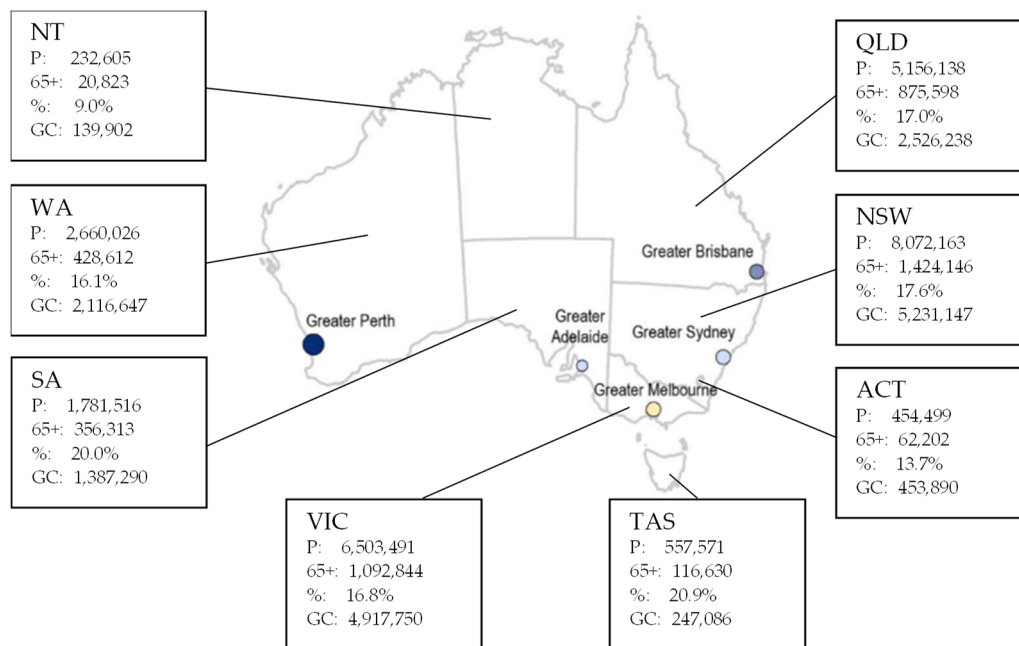 NT
P: 232,605
65+: 20,823
%: 9.0%
GC: 139,902
WA
P: 2,660,026
65+: 428,612
%: 16.1%
GC: 2,116,647
SA
P: 1,781,516
65+: 356,313
%: 20.0%
GC: 1,387,290
VIC
P: 6,503,491
65+: 1,092,844
%: 16.8%
GC: 4,917,750
TAS
P: 557,571
65+: 116,630
%: 20.9%
GC: 247,086
QLD
P: 5,156,138
65+: 875,598
%: 17.0%
GC: 2,526,238
NSW
P: 8,072,163
65+: 1,424,146
%: 17.6%
GC: 5,231,147
ACT
P: 454,499
65+: 62,202
%: 13.7%
GC: 453,890
Greater Brisbane
Greater Perth
Greater
Adelaide
Greater Sydney
Greater Melbourne